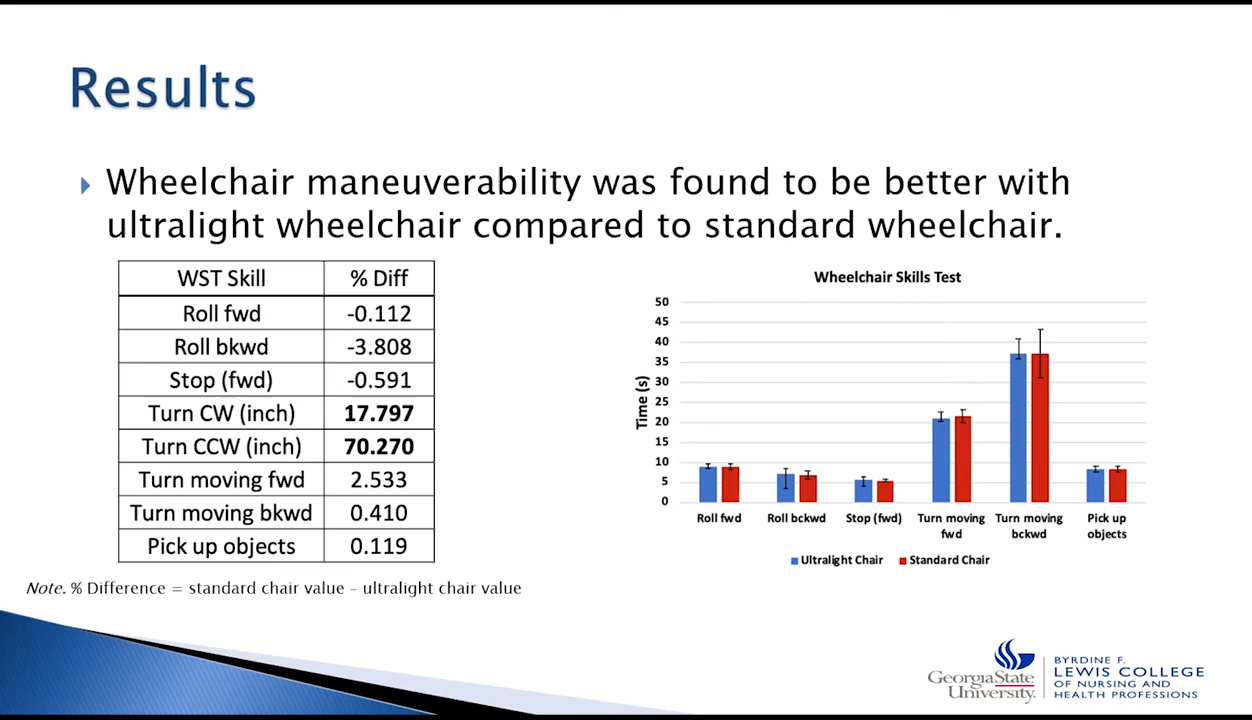 Results
Wheelchair maneuverability was found to be better with
ultralight wheelchair compared to standard wheelchair.
WST Skill % Diff
Roll fwd -0.112
Roll bkwd -3.808
Stop (fwd) -0.591
Turn CW (inch) 17.797
Turn CCW (inch) 70.270
Turn moving fwd 2.533
Turn moving bkwd 0.410
Pick up objects 0.119
Note. % Difference = standard chair value – ultralight chair value
Wheelchair Skills Test
Time (s)
50
45
40
35
30
25
20
15
10
5
0
Roll fwd Roll bckwd Stop (fwd) Turn moving Turn moving Pick up
fwd bckwd objects
Ultralight Chair Standard Chair
GeorgiaState
University.
BYRDINE F.
LEWIS COLLEGE
OF NURSING AND
HEALTH PROFESSIONS